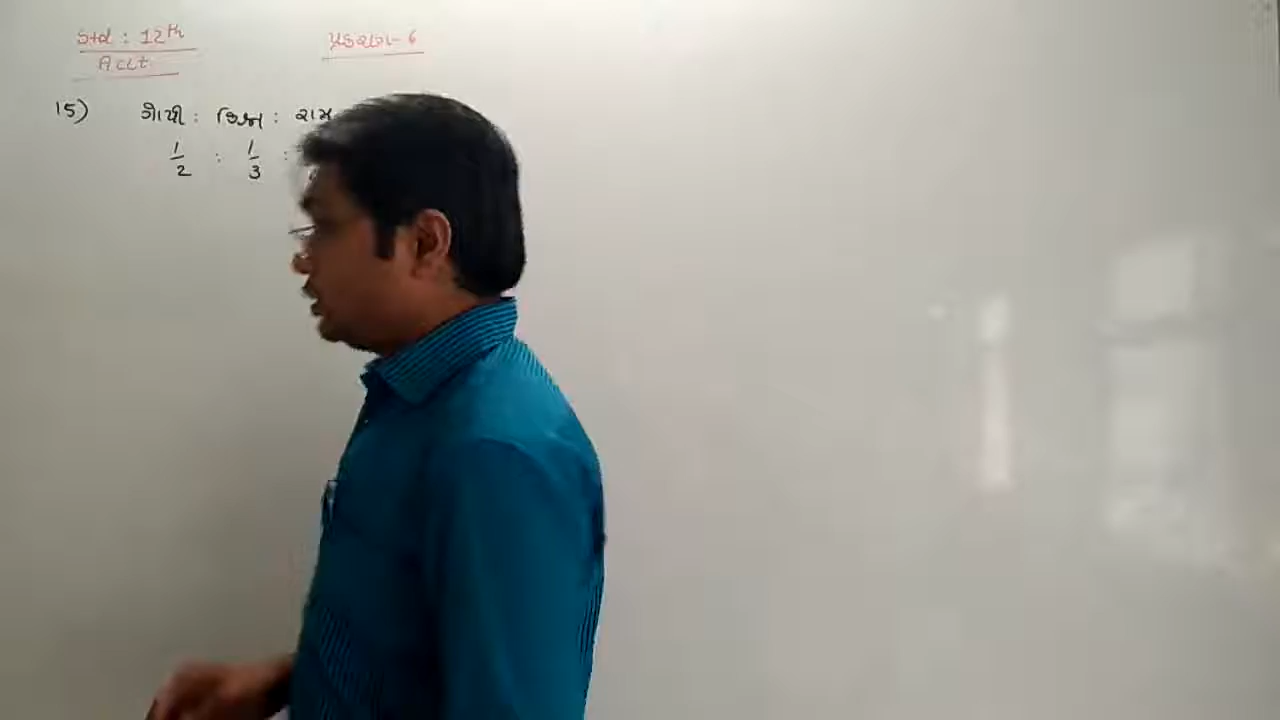 Std : 12th
Acct
પ્રકરણ-6
15) ગોપી : ક્રિષ્ના : રામ
1/2 : 1/3 :